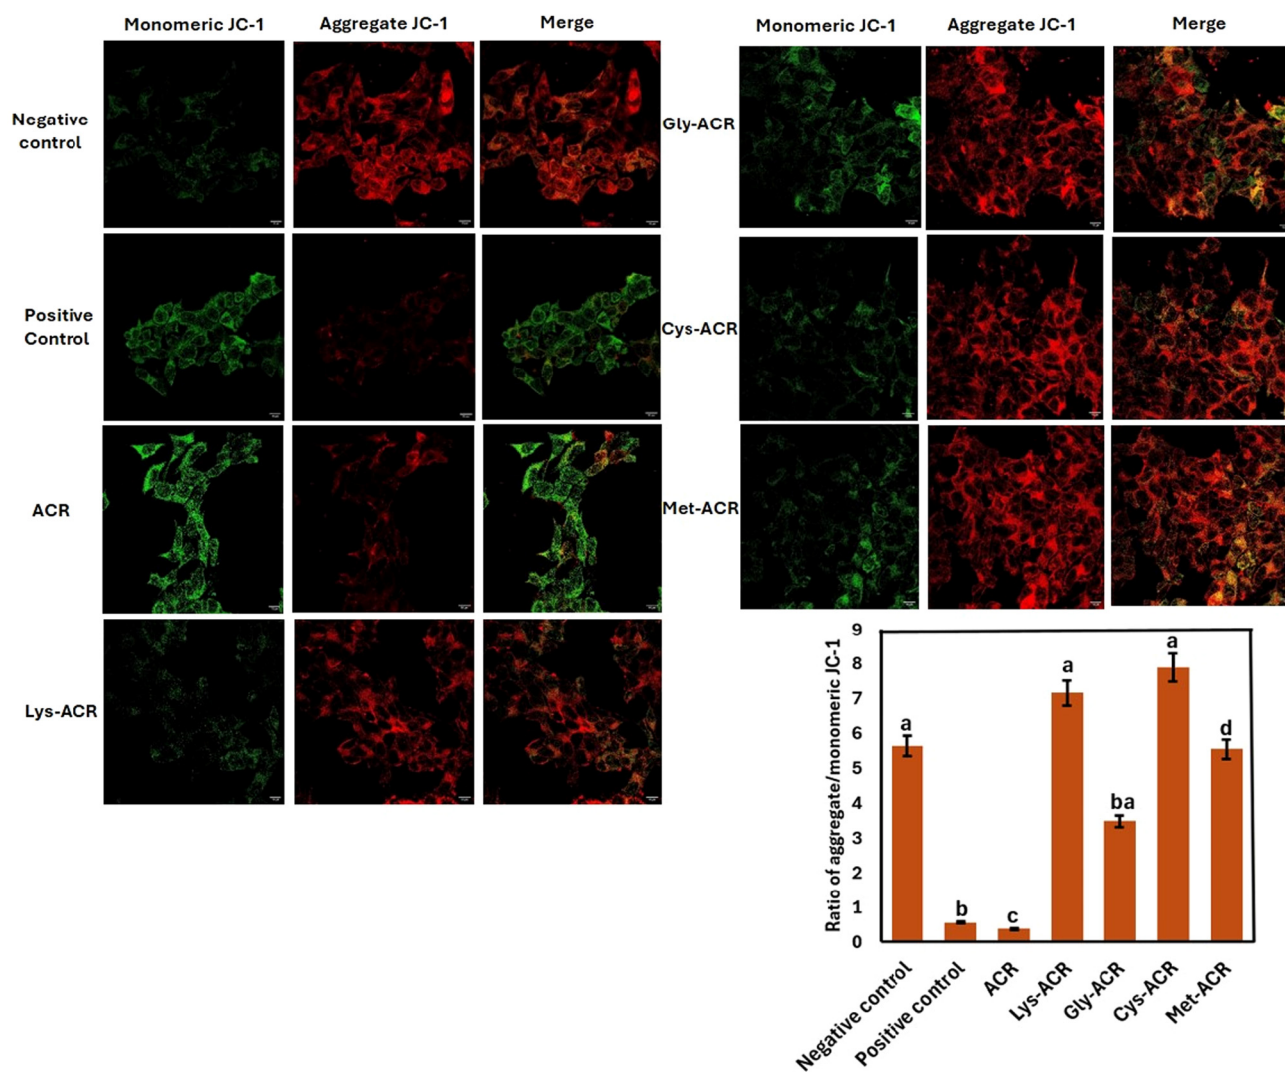 Monomeric JC-1 Aggregate JC-1 Merge
Negative
control
Positive
Control
ACR
Lys-ACR
Monomeric JC-1 Aggregate JC-1 Merge
Gly-ACR
Cys-ACR
Met-ACR
Ratio of aggregate/monomeric JC-1
9
8
7
6
5
4
3
2
1
0
a
b
c
a
ba
a
d
Negative control
Positive control
ACR
Lys-ACR
Gly-ACR
Cys-ACR
Met-ACR